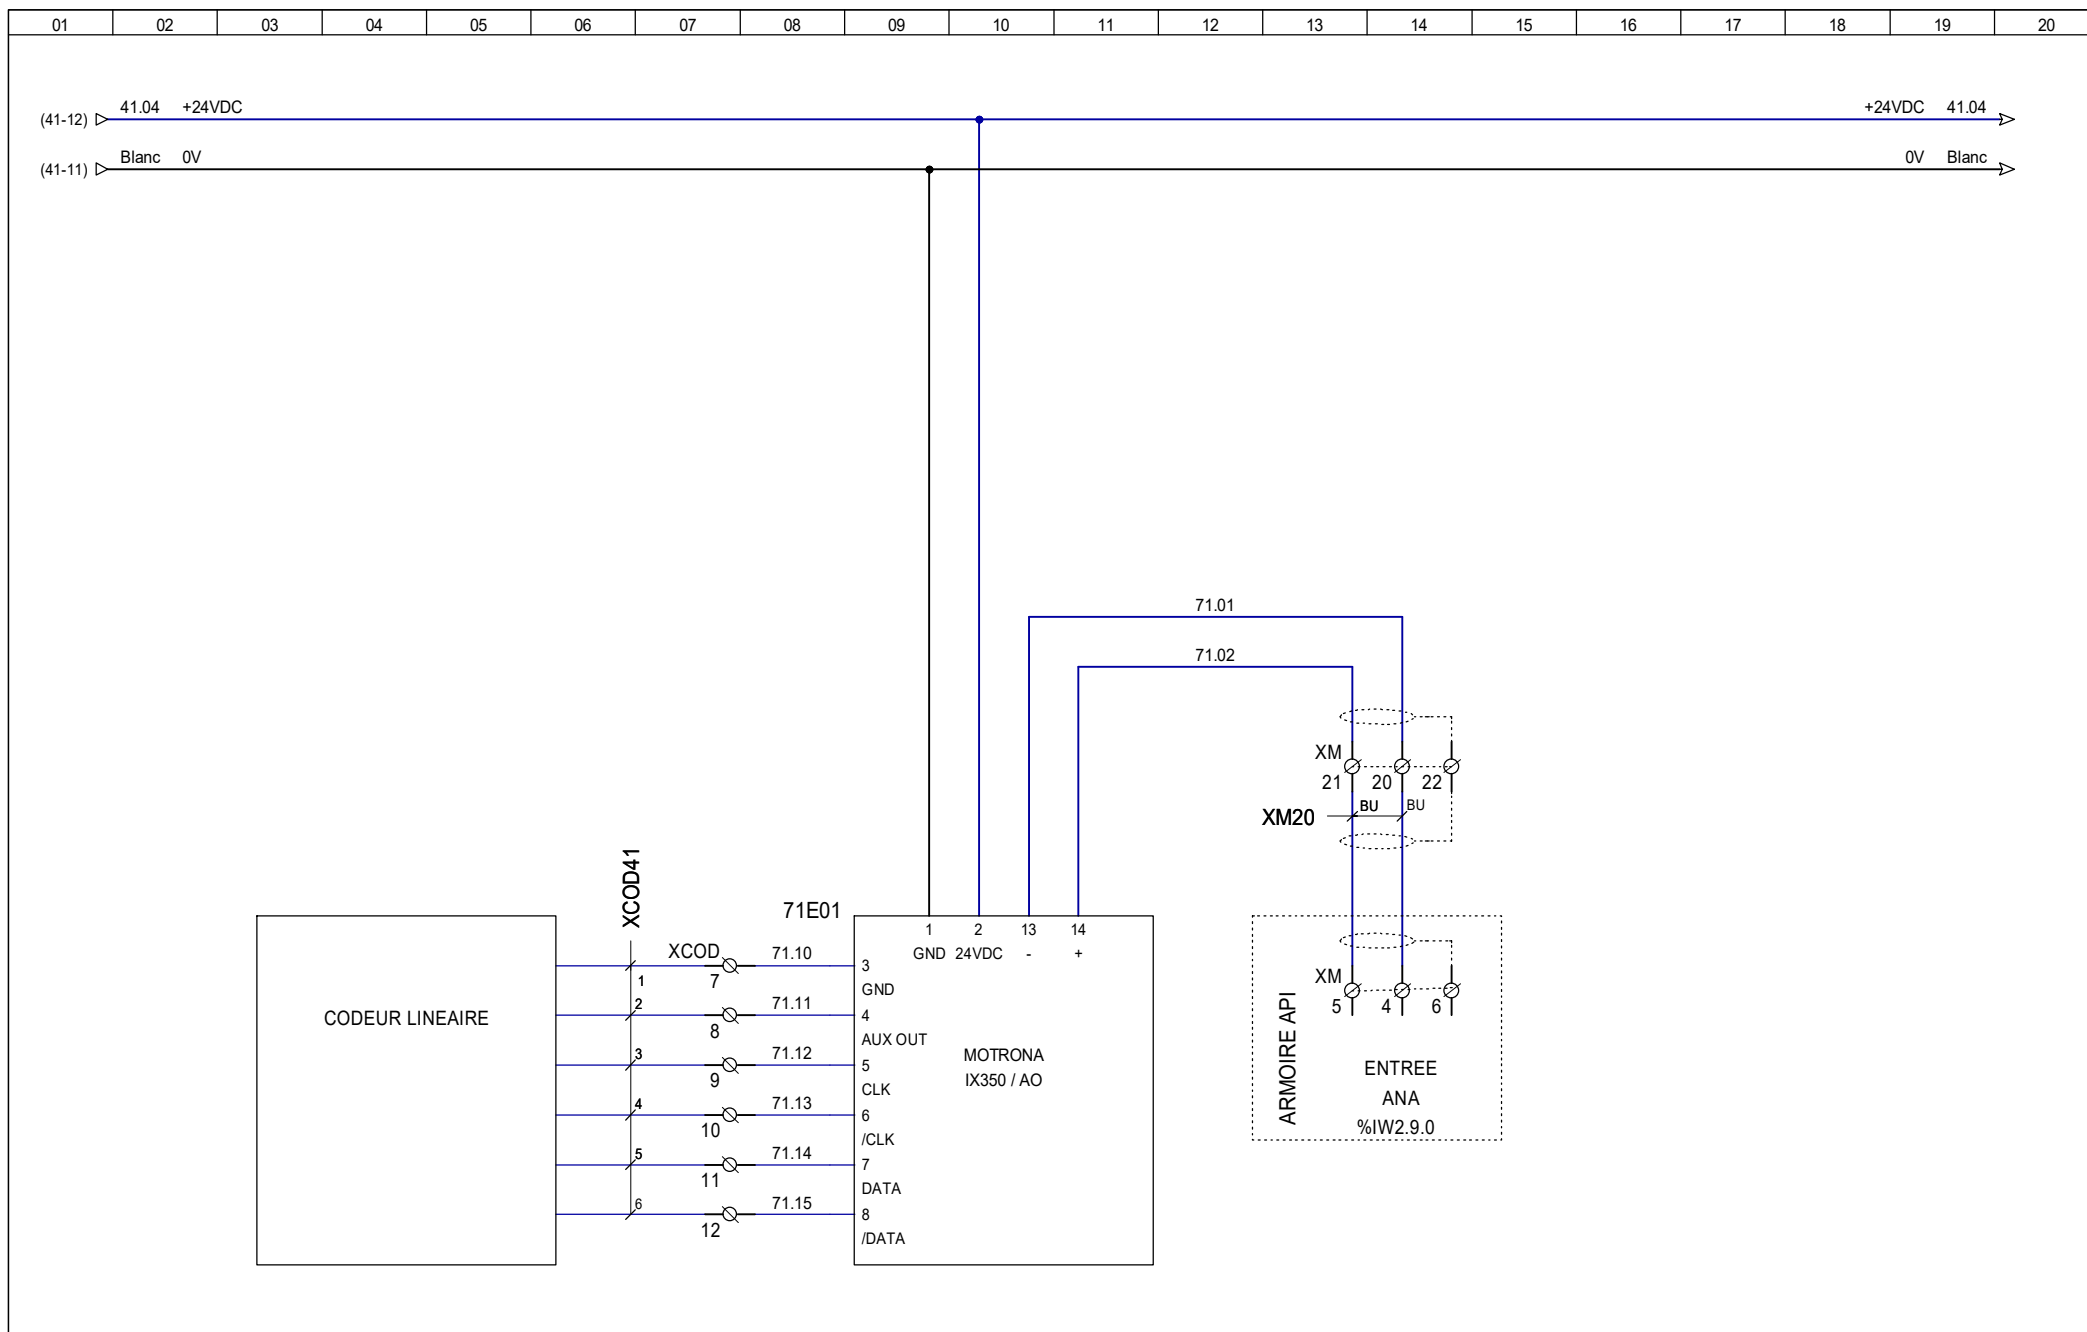 01 02 03 04 05 06 07 08 09 10 11 12 13 14 15 16 17 18 19 20
(41-12) 41.04 +24VDC +24VDC 41.04
(41-11) Blanc 0V 0V Blanc
71.01
71.02
XM
21 20 22
XM20 BU BU
XCOD41
71E01
1 2 13 14
GND 24VDC - +
XCOD 71.10 3
1 7 GND
2 71.11 4
8 AUX OUT
3 71.12 5
9 CLK
4 71.13 6
10 /CLK
5 71.14 7
11 DATA
6 71.15 8
12 /DATA
CODEUR LINEAIRE
MOTRONA
IX350 / AO
ARMOIRE API
XM
5 4 6
ENTREE
ANA
%IW2.9.0